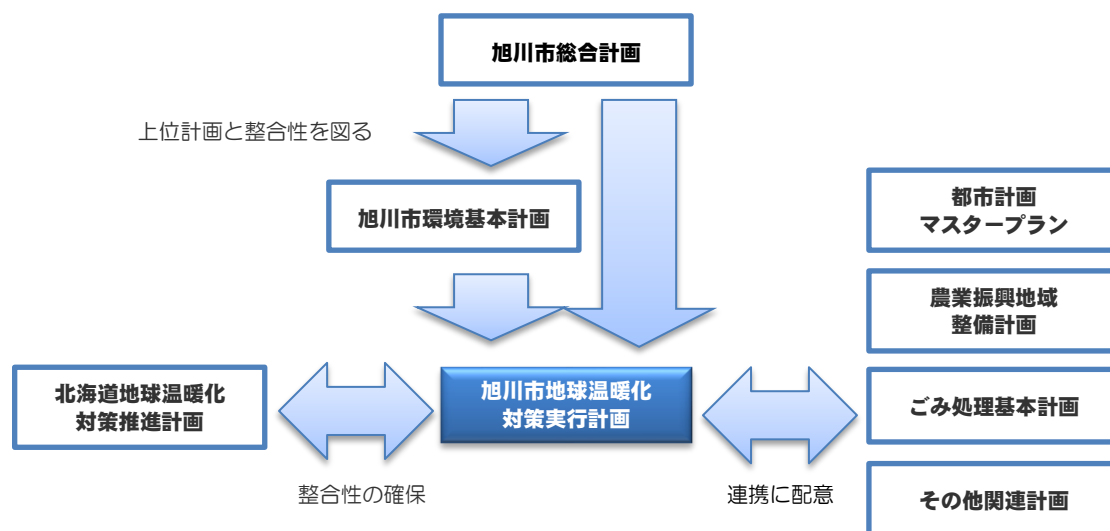 旭川市総合計画
上位計画と整合性を図る
旭川市環境基本計画
都市計画
マスタープラン
農業振興地域
整備計画
北海道地球温暖化
対策推進計画
旭川市地球温暖化
対策実行計画
ごみ処理基本計画
整合性の確保
連携に配意
その他関連計画